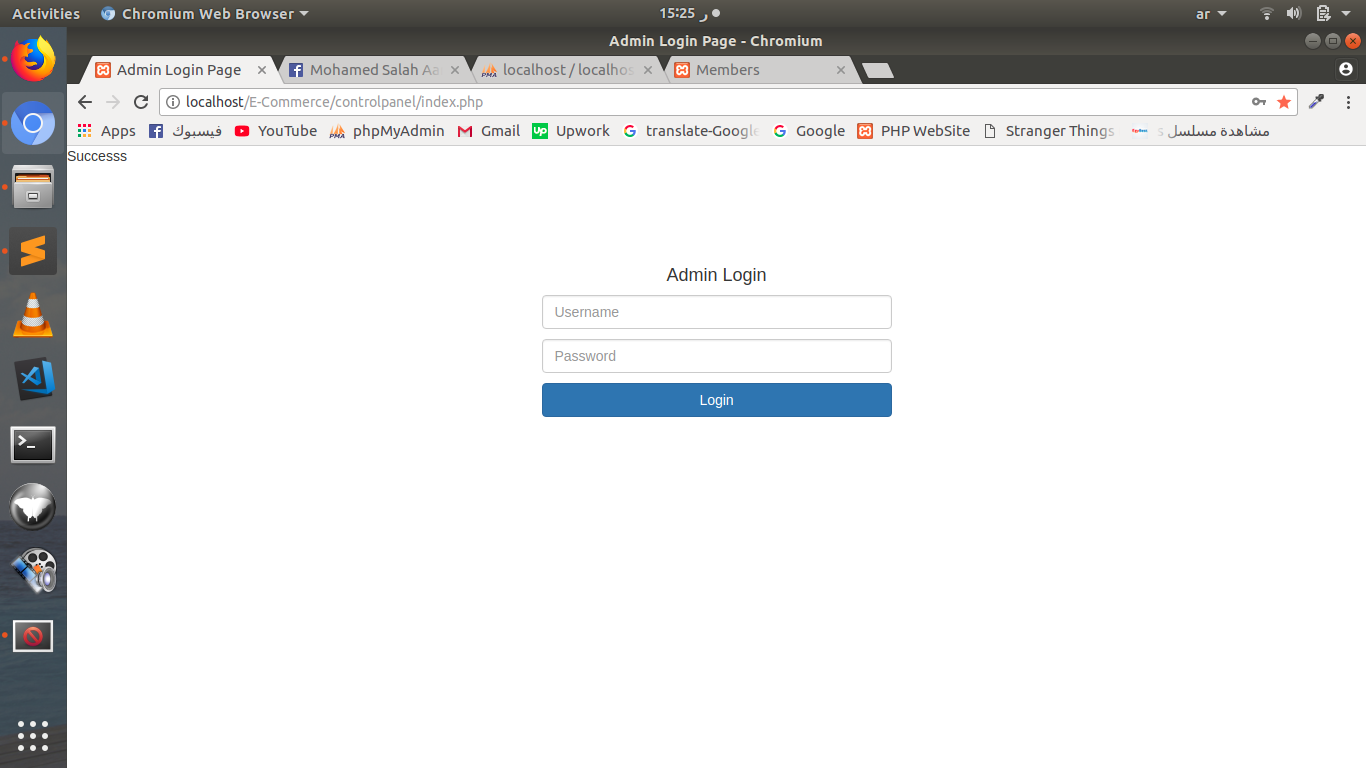 Activities Chromium Web Browser 15:25 ر ar
Admin Login Page - Chromium
Admin Login Page Mohamed Salah Aa localhost / localhos Members
localhost/E-Commerce/controlpanel/index.php
Apps فيسبوك YouTube phpMyAdmin Gmail Upwork translate-Google Google PHP WebSite Stranger Things مشاهدة مسلسل s
Successs
Admin Login
Username
Password
Login